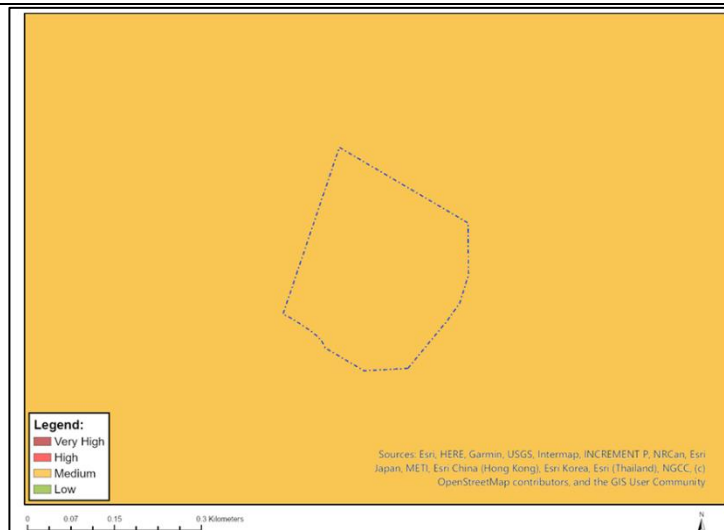 Legend:
Very High
High
Medium
Low
Sources: Esri, HERE, Garmin, USGS, Intermap, INCREMENT P, NRCan, Esri
Japan, METI, Esri China (Hong Kong), Esri Korea, Esri (Thailand), NGCC, (c)
OpenStreetMap contributors, and the GIS User Community
0 0.07 0.15 0.3 Kilometers
N